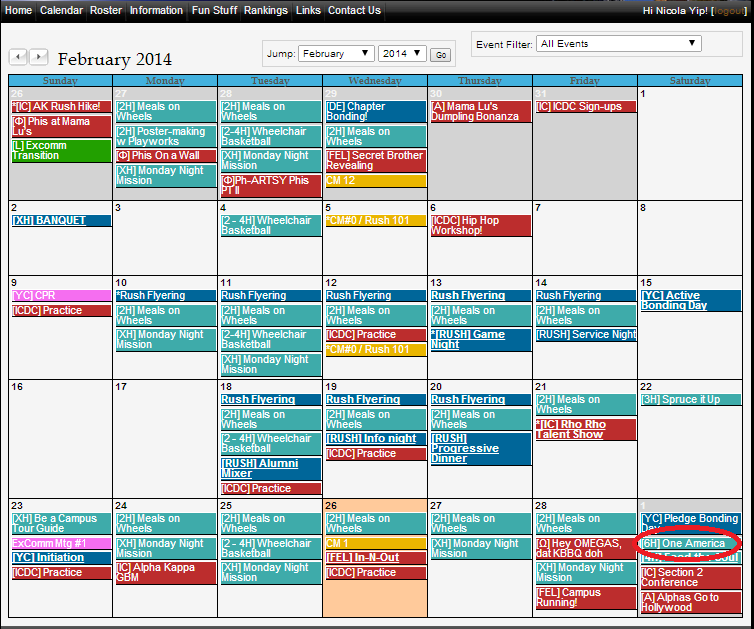 Home Calendar Roster Information Fun Stuff Rankings Links Contact Us Hi Nicola Yip! [logout]
February 2014
Jump: February 2014 Go
Event Filter: All Events
Sunday Monday Tuesday Wednesday Thursday Friday Saturday
26
*[IC] AK Rush Hike!
[Φ] Phis at Mama
Lu's
[L] Excomm
Transition
27
[2H] Meals on
Wheels
[2H] Poster-making
w Playworks
[Φ] Phis On a Wall
[XH] Monday Night
Mission
28
[2H] Meals on
Wheels
[2-4H] Wheelchair
Basketball
[XH] Monday Night
Mission
[Φ]Ph-ARTSY Phis
PT II
29
[DE] Chapter
Bonding!
[2H] Meals on
Wheels
[FEL] Secret Brother
Revealing
CM 12
30
[A] Mama Lu's
Dumpling Bonanza
31
[IC] ICDC Sign-ups
1
2
[XH] BANQUET
3
4
[2 - 4H] Wheelchair
Basketball
5
*CM#0 / Rush 101
6
[ICDC] Hip Hop
Workshop!
7
8
9
[YC] CPR
[ICDC] Practice
10
*Rush Flyering
[2H] Meals on
Wheels
[XH] Monday Night
Mission
11
Rush Flyering
[2H] Meals on
Wheels
[2-4H] Wheelchair
Basketball
[XH] Monday Night
Mission
12
Rush Flyering
[2H] Meals on
Wheels
[ICDC] Practice
*CM#0 / Rush 101
13
Rush Flyering
[2H] Meals on
Wheels
*[RUSH] Game
Night
14
Rush Flyering
[2H] Meals on
Wheels
[RUSH] Service Night
15
[YC] Active
Bonding Day
16
17
18
Rush Flyering
[2H] Meals on
Wheels
[2 - 4H] Wheelchair
Basketball
[RUSH] Alumni
Mixer
[ICDC] Practice
19
Rush Flyering
[2H] Meals on
Wheels
[RUSH] Info night
[ICDC] Practice
20
Rush Flyering
[2H] Meals on
Wheels
[RUSH]
Progressive
Dinner
21
[2H] Meals on
Wheels
*[IC] Rho Rho
Talent Show
22
[3H] Spruce it Up
23
[XH] Be a Campus
Tour Guide
ExComm Mtg #1
[YC] Initiation
[ICDC] Practice
24
[2H] Meals on
Wheels
[XH] Monday Night
Mission
[IC] Alpha Kappa
GBM
25
[2H] Meals on
Wheels
[2 - 4H] Wheelchair
Basketball
[XH] Monday Night
Mission
26
[2H] Meals on
Wheels
CM 1
[FEL] In-N-Out
[ICDC] Practice
27
[2H] Meals on
Wheels
[XH] Monday Night
Mission
28
[2H] Meals on
Wheels
[Ω] Hey OMEGAS,
dat KBBQ doh
[XH] Monday Night
Mission
[FEL] Campus
Running!
1
[YC] Pledge Bonding
Day
[6H] One America
[4H] Feed the Soul
[IC] Section 2
Conference
[A] Alphas Go to
Hollywood